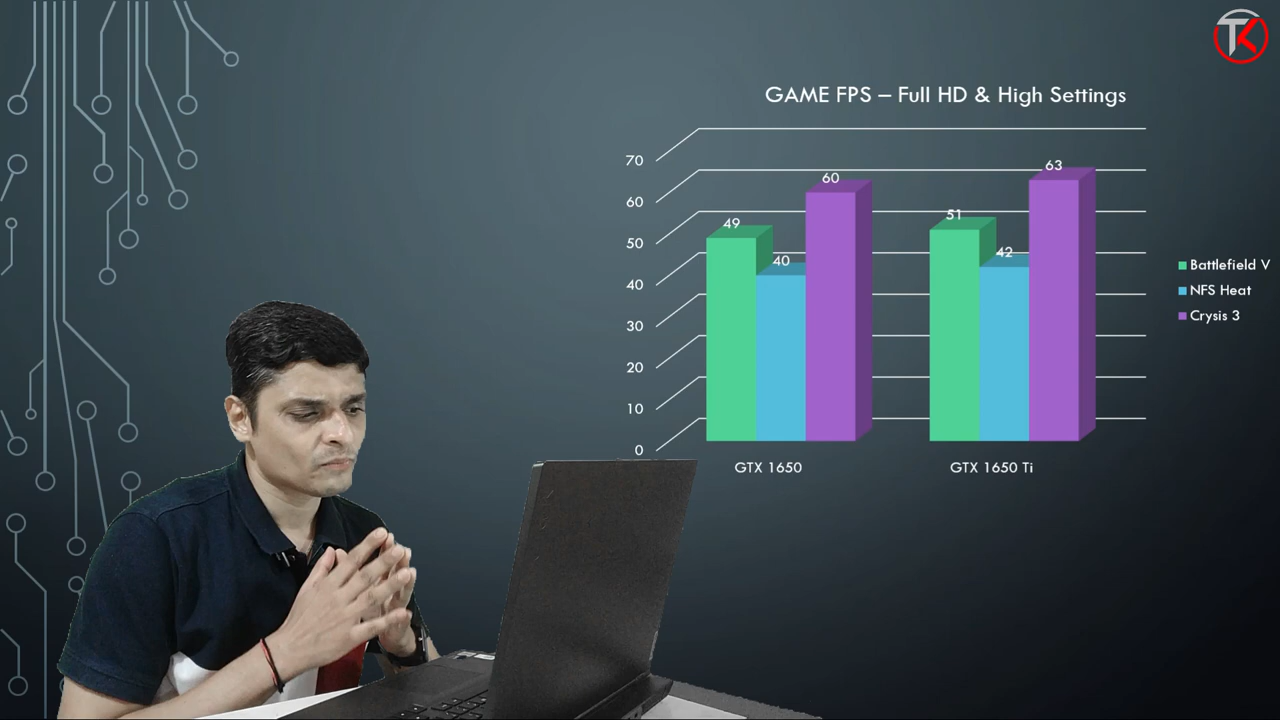 TK
GAME FPS – Full HD & High Settings
70
60
50
40
30
20
10
0
49
40
60
51
42
63
GTX 1650
GTX 1650 Ti
Battlefield V
NFS Heat
Crysis 3